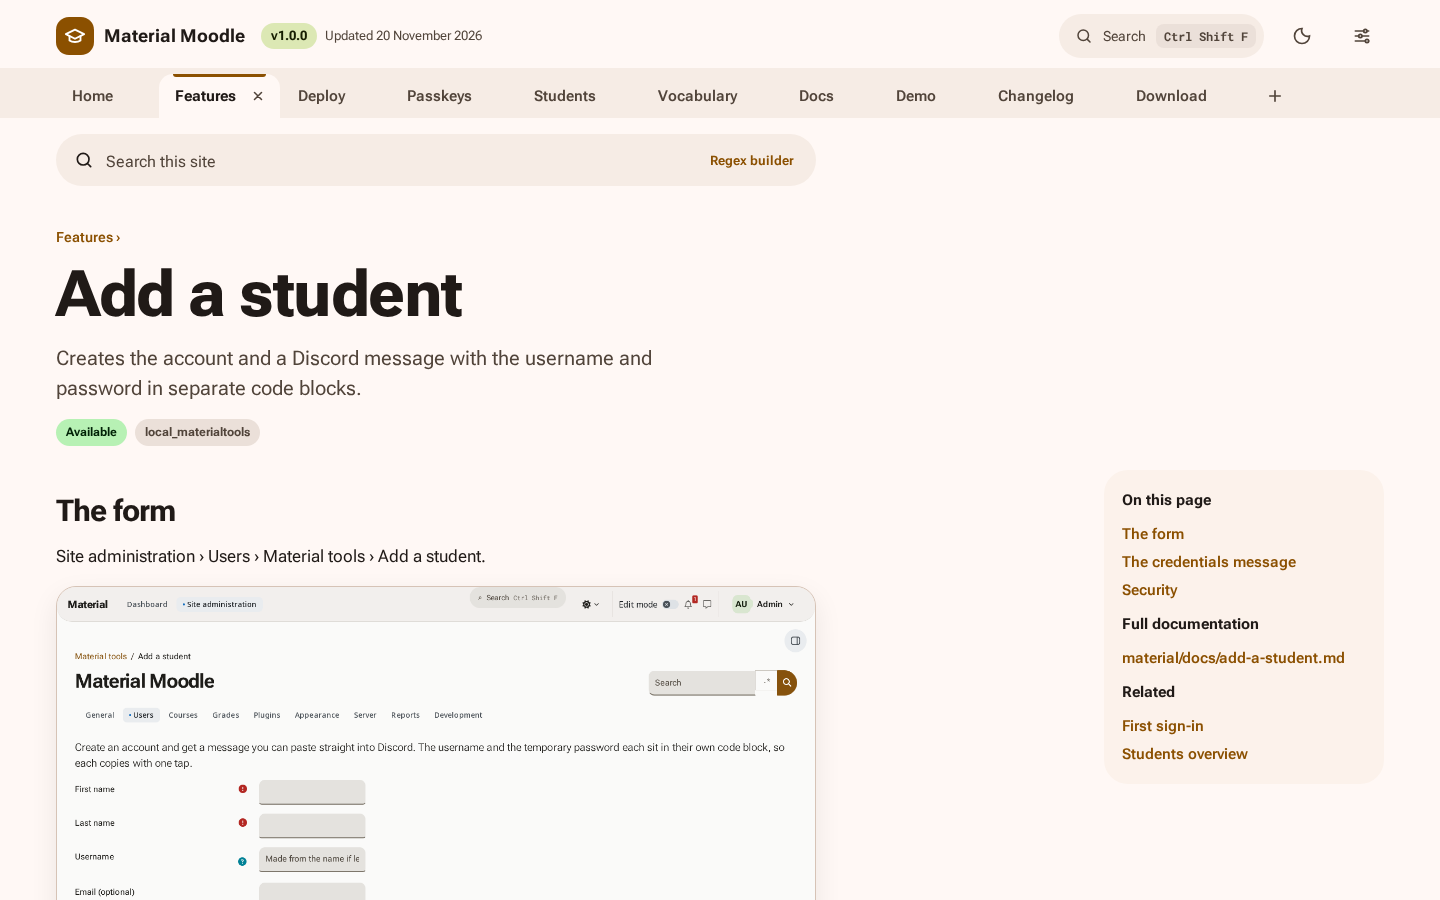 Material Moodle v1.0.0 Updated 20 November 2026 Search Ctrl Shift F
Home Features Deploy Passkeys Students Vocabulary Docs Demo Changelog Download
Search this site Regex builder
Features ›
Add a student
Creates the account and a Discord message with the username and
password in separate code blocks.
Available local_materialtools
The form
Site administration › Users › Material tools › Add a student.
Material Dashboard • Site administration Search Ctrl Shift F Edit mode 1 AU Admin
Material tools / Add a student
Material Moodle
Search .*
General • Users Courses Grades Plugins Appearance Server Reports Development
Create an account and get a message you can paste straight into Discord. The username and the temporary password each sit in their own code block, so
each copies with one tap.
First name
Last name
Username Made from the name if le
Email (optional)
On this page
The form
The credentials message
Security
Full documentation
material/docs/add-a-student.md
Related
First sign-in
Students overview